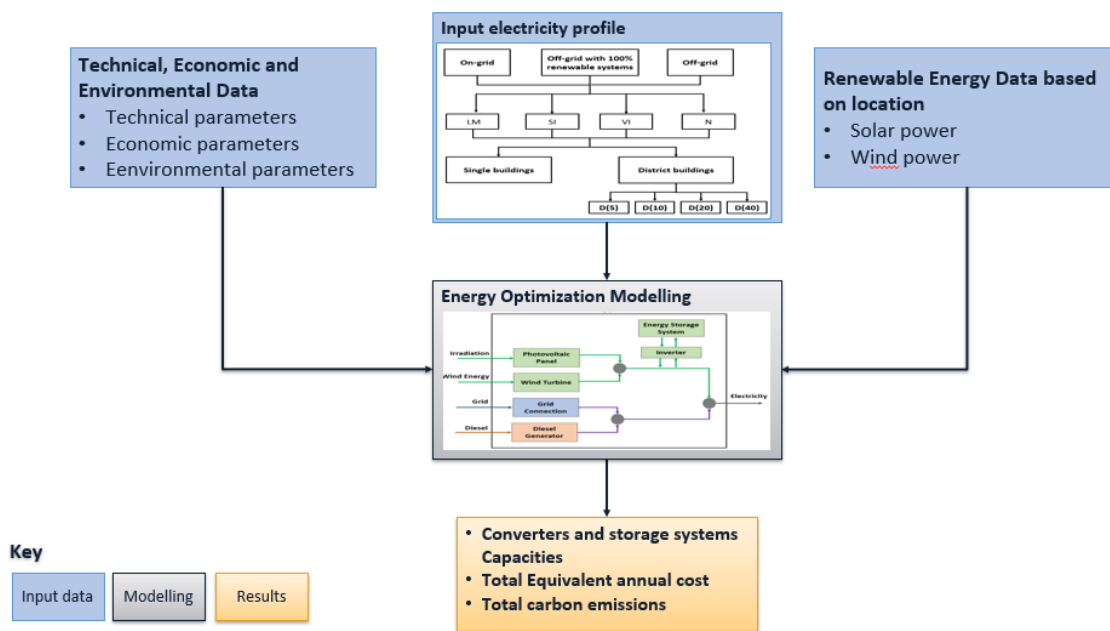 Input electricity profile
On-grid
Off-grid with 100%
renewable systems
Off-grid
LM
SI
VI
N
Single buildings
District buildings
D(5)
D(10)
D(20)
D(40)
Technical, Economic and
Environmental Data
• Technical parameters
• Economic parameters
• Eenvironmental parameters
Renewable Energy Data based
on location
• Solar power
• Wind power
Energy Optimization Modelling
Energy Storage
System
Inverter
Irradiation
Photovoltaic
Panel
Wind Energy
Wind Turbine
Grid
Grid
Connection
Diesel
Diesel
Generator
Electricity
• Converters and storage systems
Capacities
• Total Equivalent annual cost
• Total carbon emissions
Key
Input data
Modelling
Results